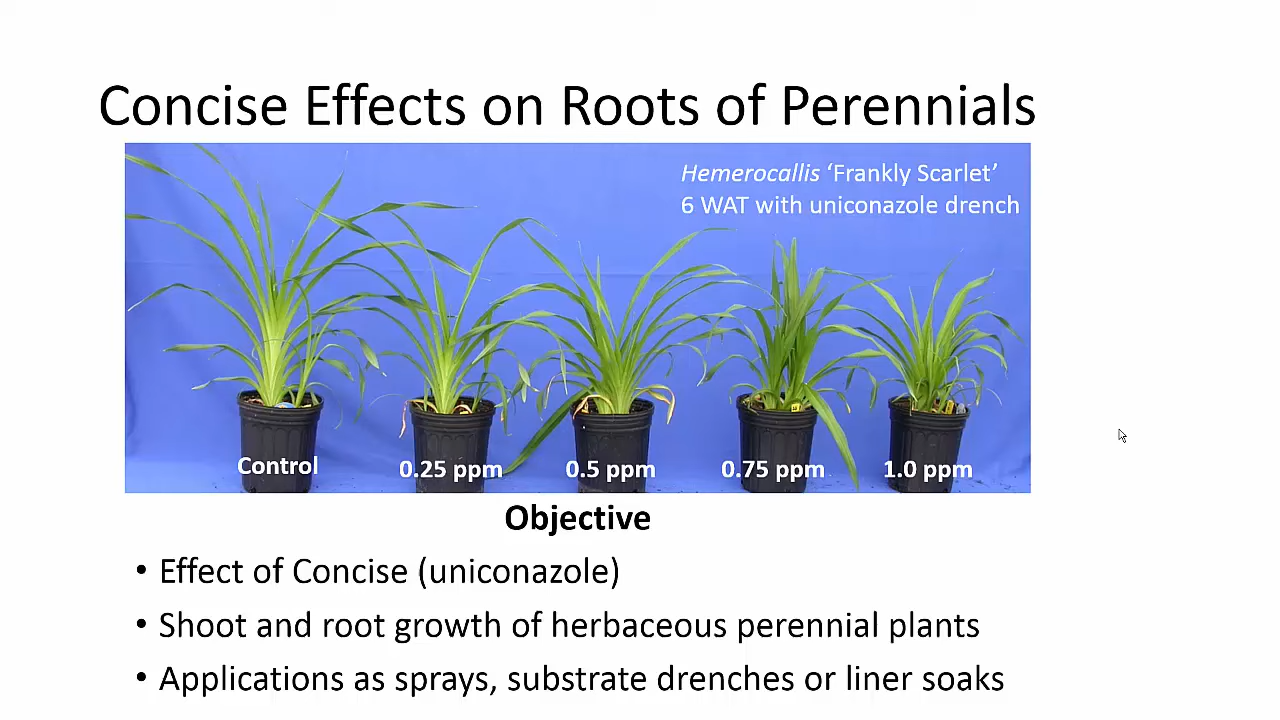 Concise Effects on Roots of Perennials
Hemerocallis ‘Frankly Scarlet’
6 WAT with uniconazole drench
Control
0.25 ppm
0.5 ppm
0.75 ppm
1.0 ppm
Objective
• Effect of Concise (uniconazole)
• Shoot and root growth of herbaceous perennial plants
• Applications as sprays, substrate drenches or liner soaks